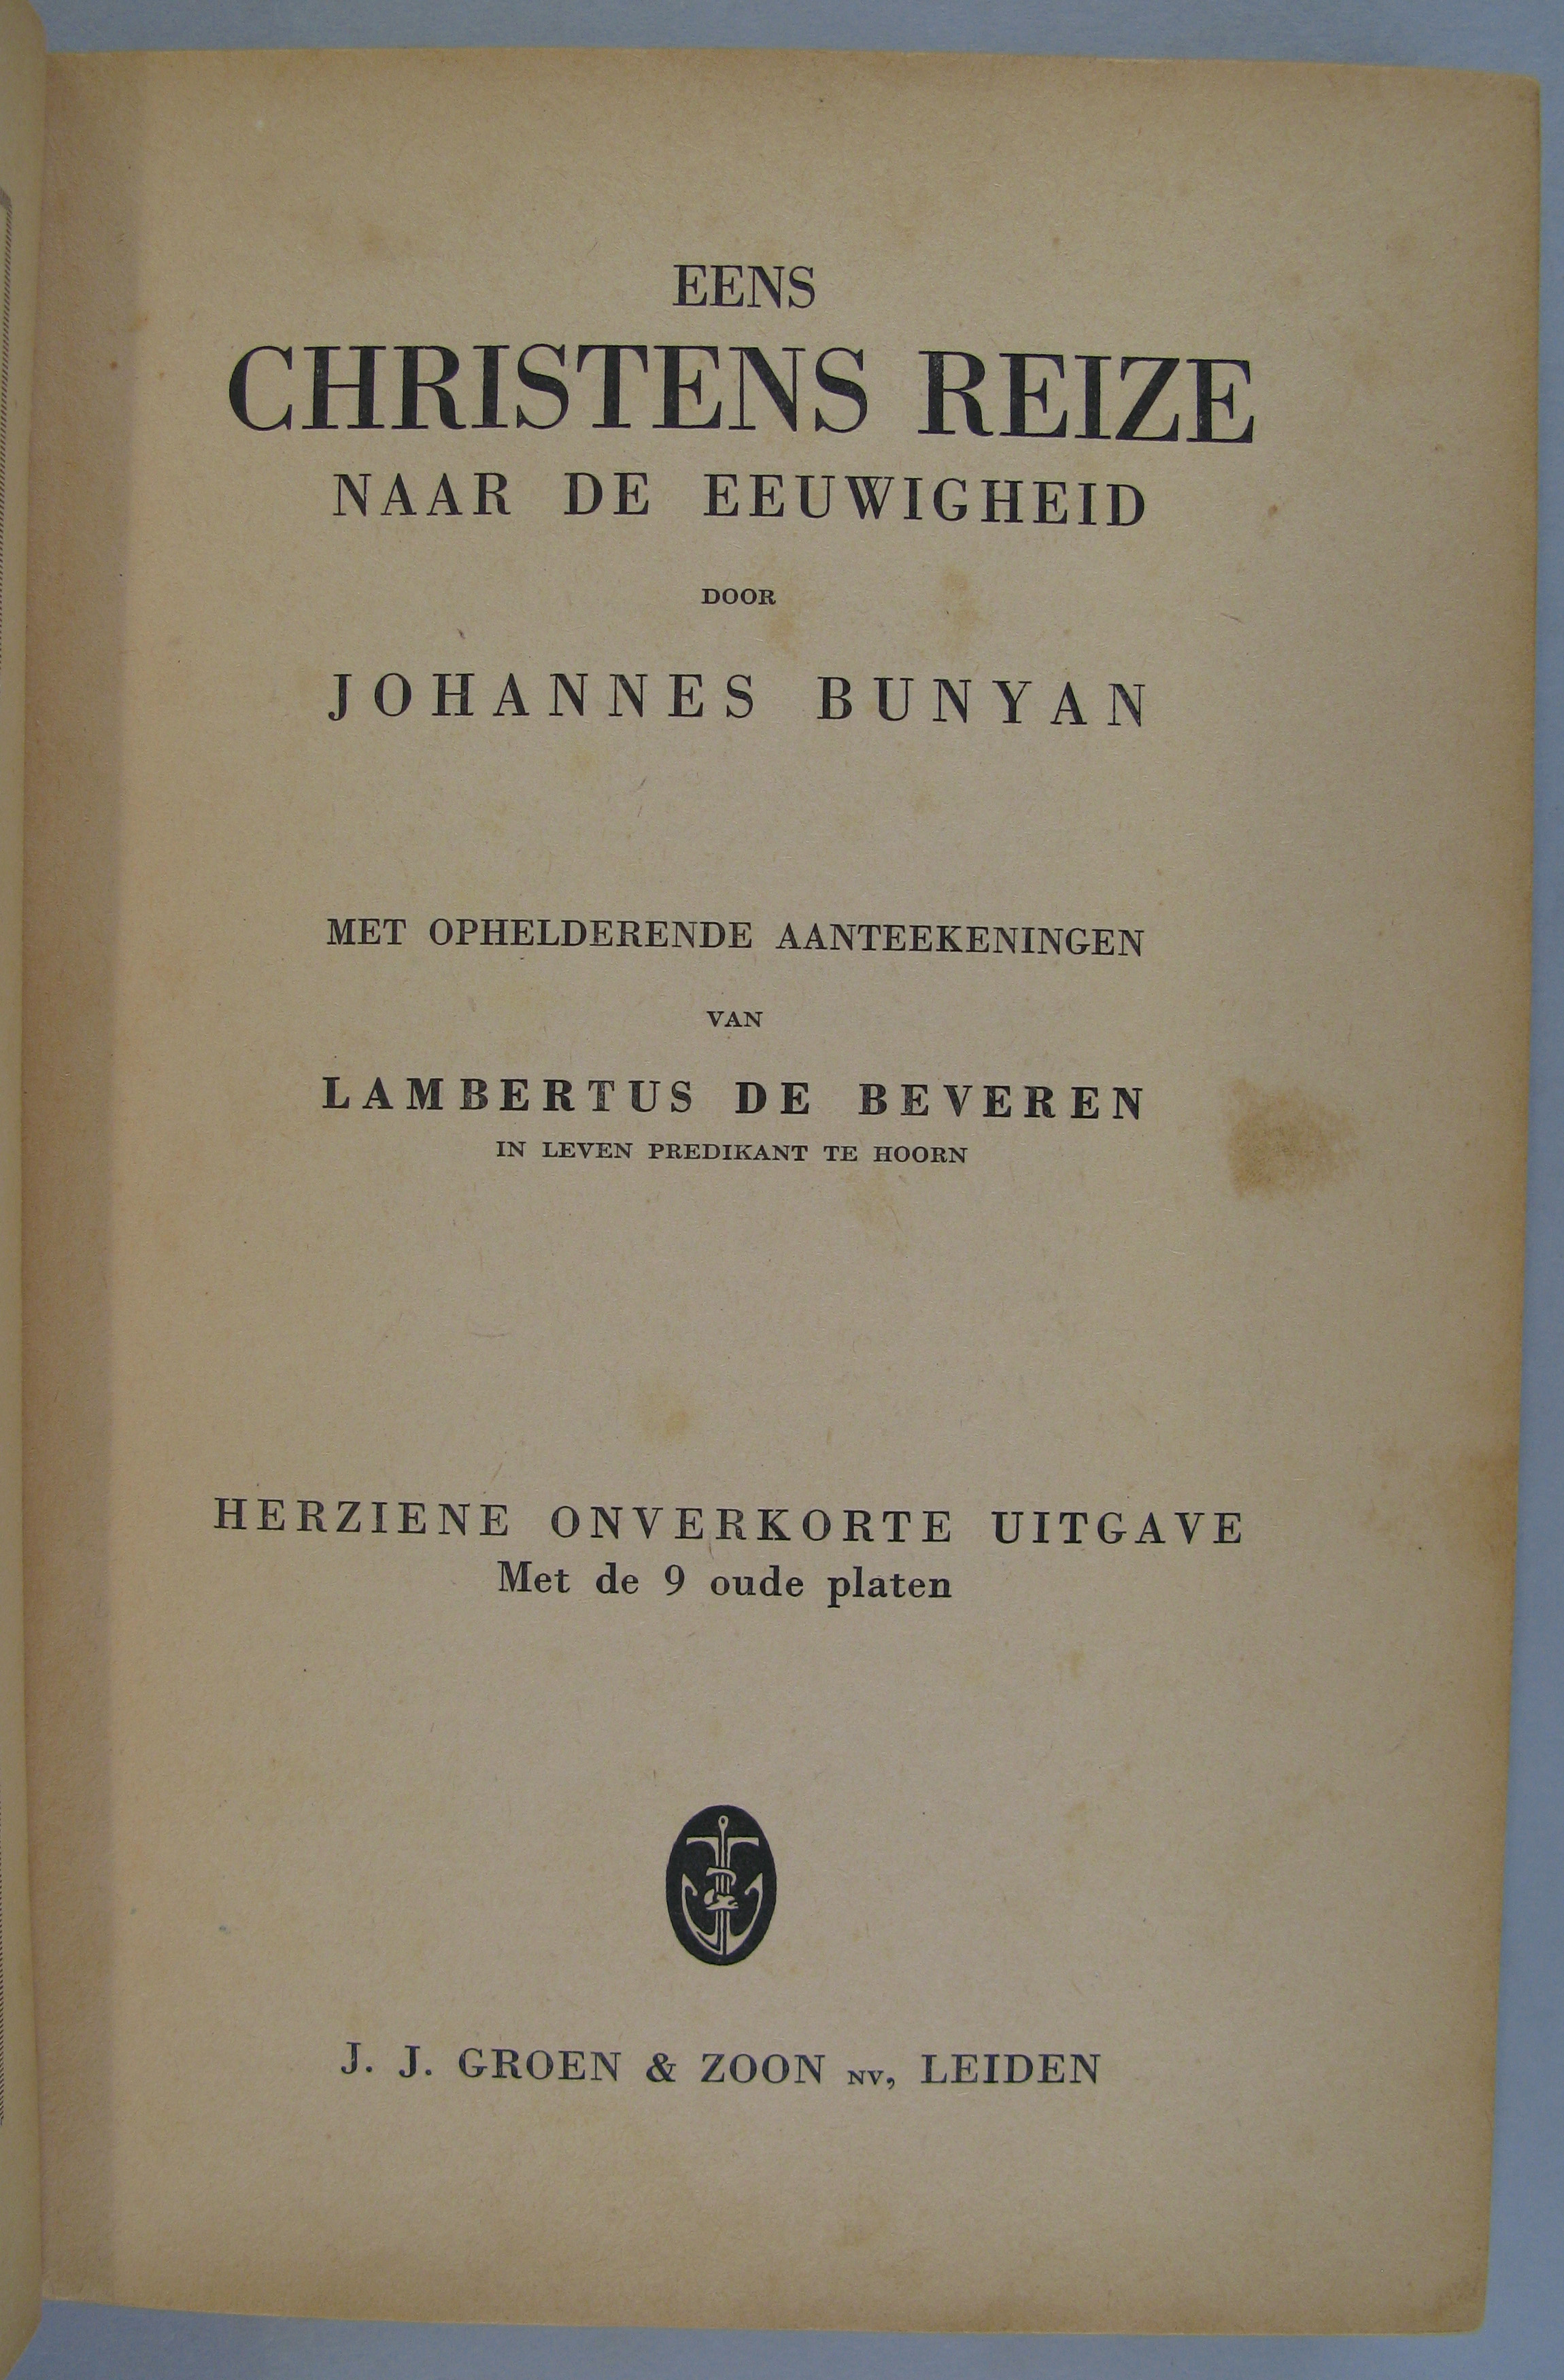 EENS
CHRISTENS REIZE
NAAR DE EEUWIGHEID
DOOR
JOHANNES BUNYAN
MET OPHELDERENDE AANTEEKENINGEN
VAN
LAMBERTUS DE BEVEREN
IN LEVEN PREDIKANT TE HOORN
HERZIENE ONVERKORTE UITGAVE
Met de 9 oude platen
J. J. GROEN & ZOON NV, LEIDEN